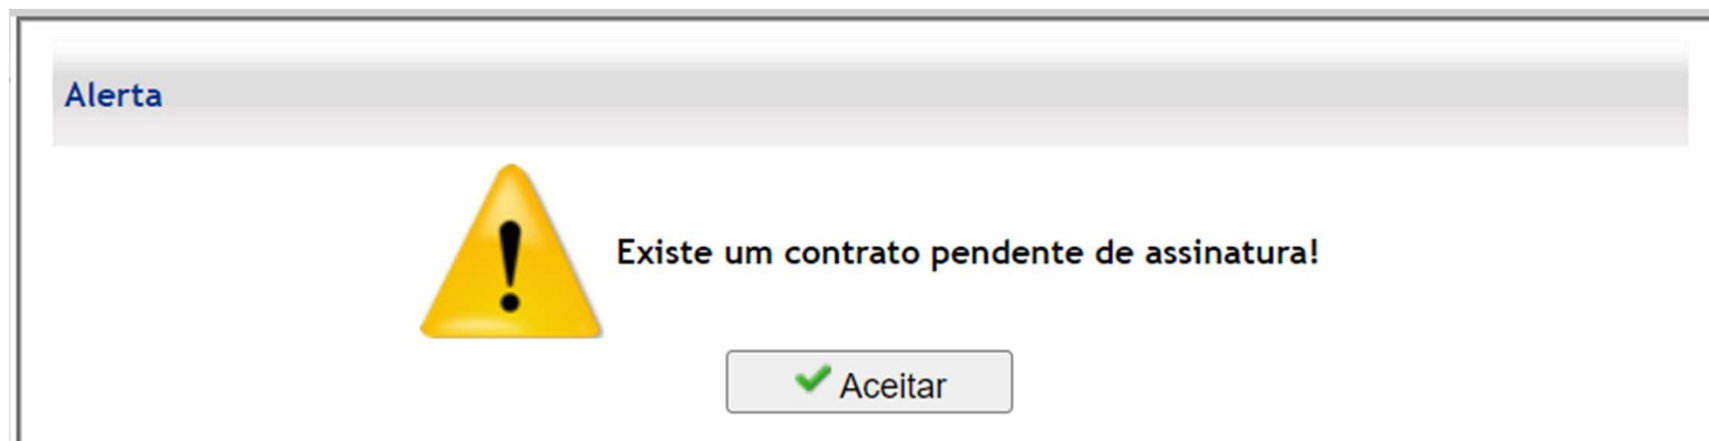 Alerta
Existe um contrato pendente de assinatura!
Aceitar